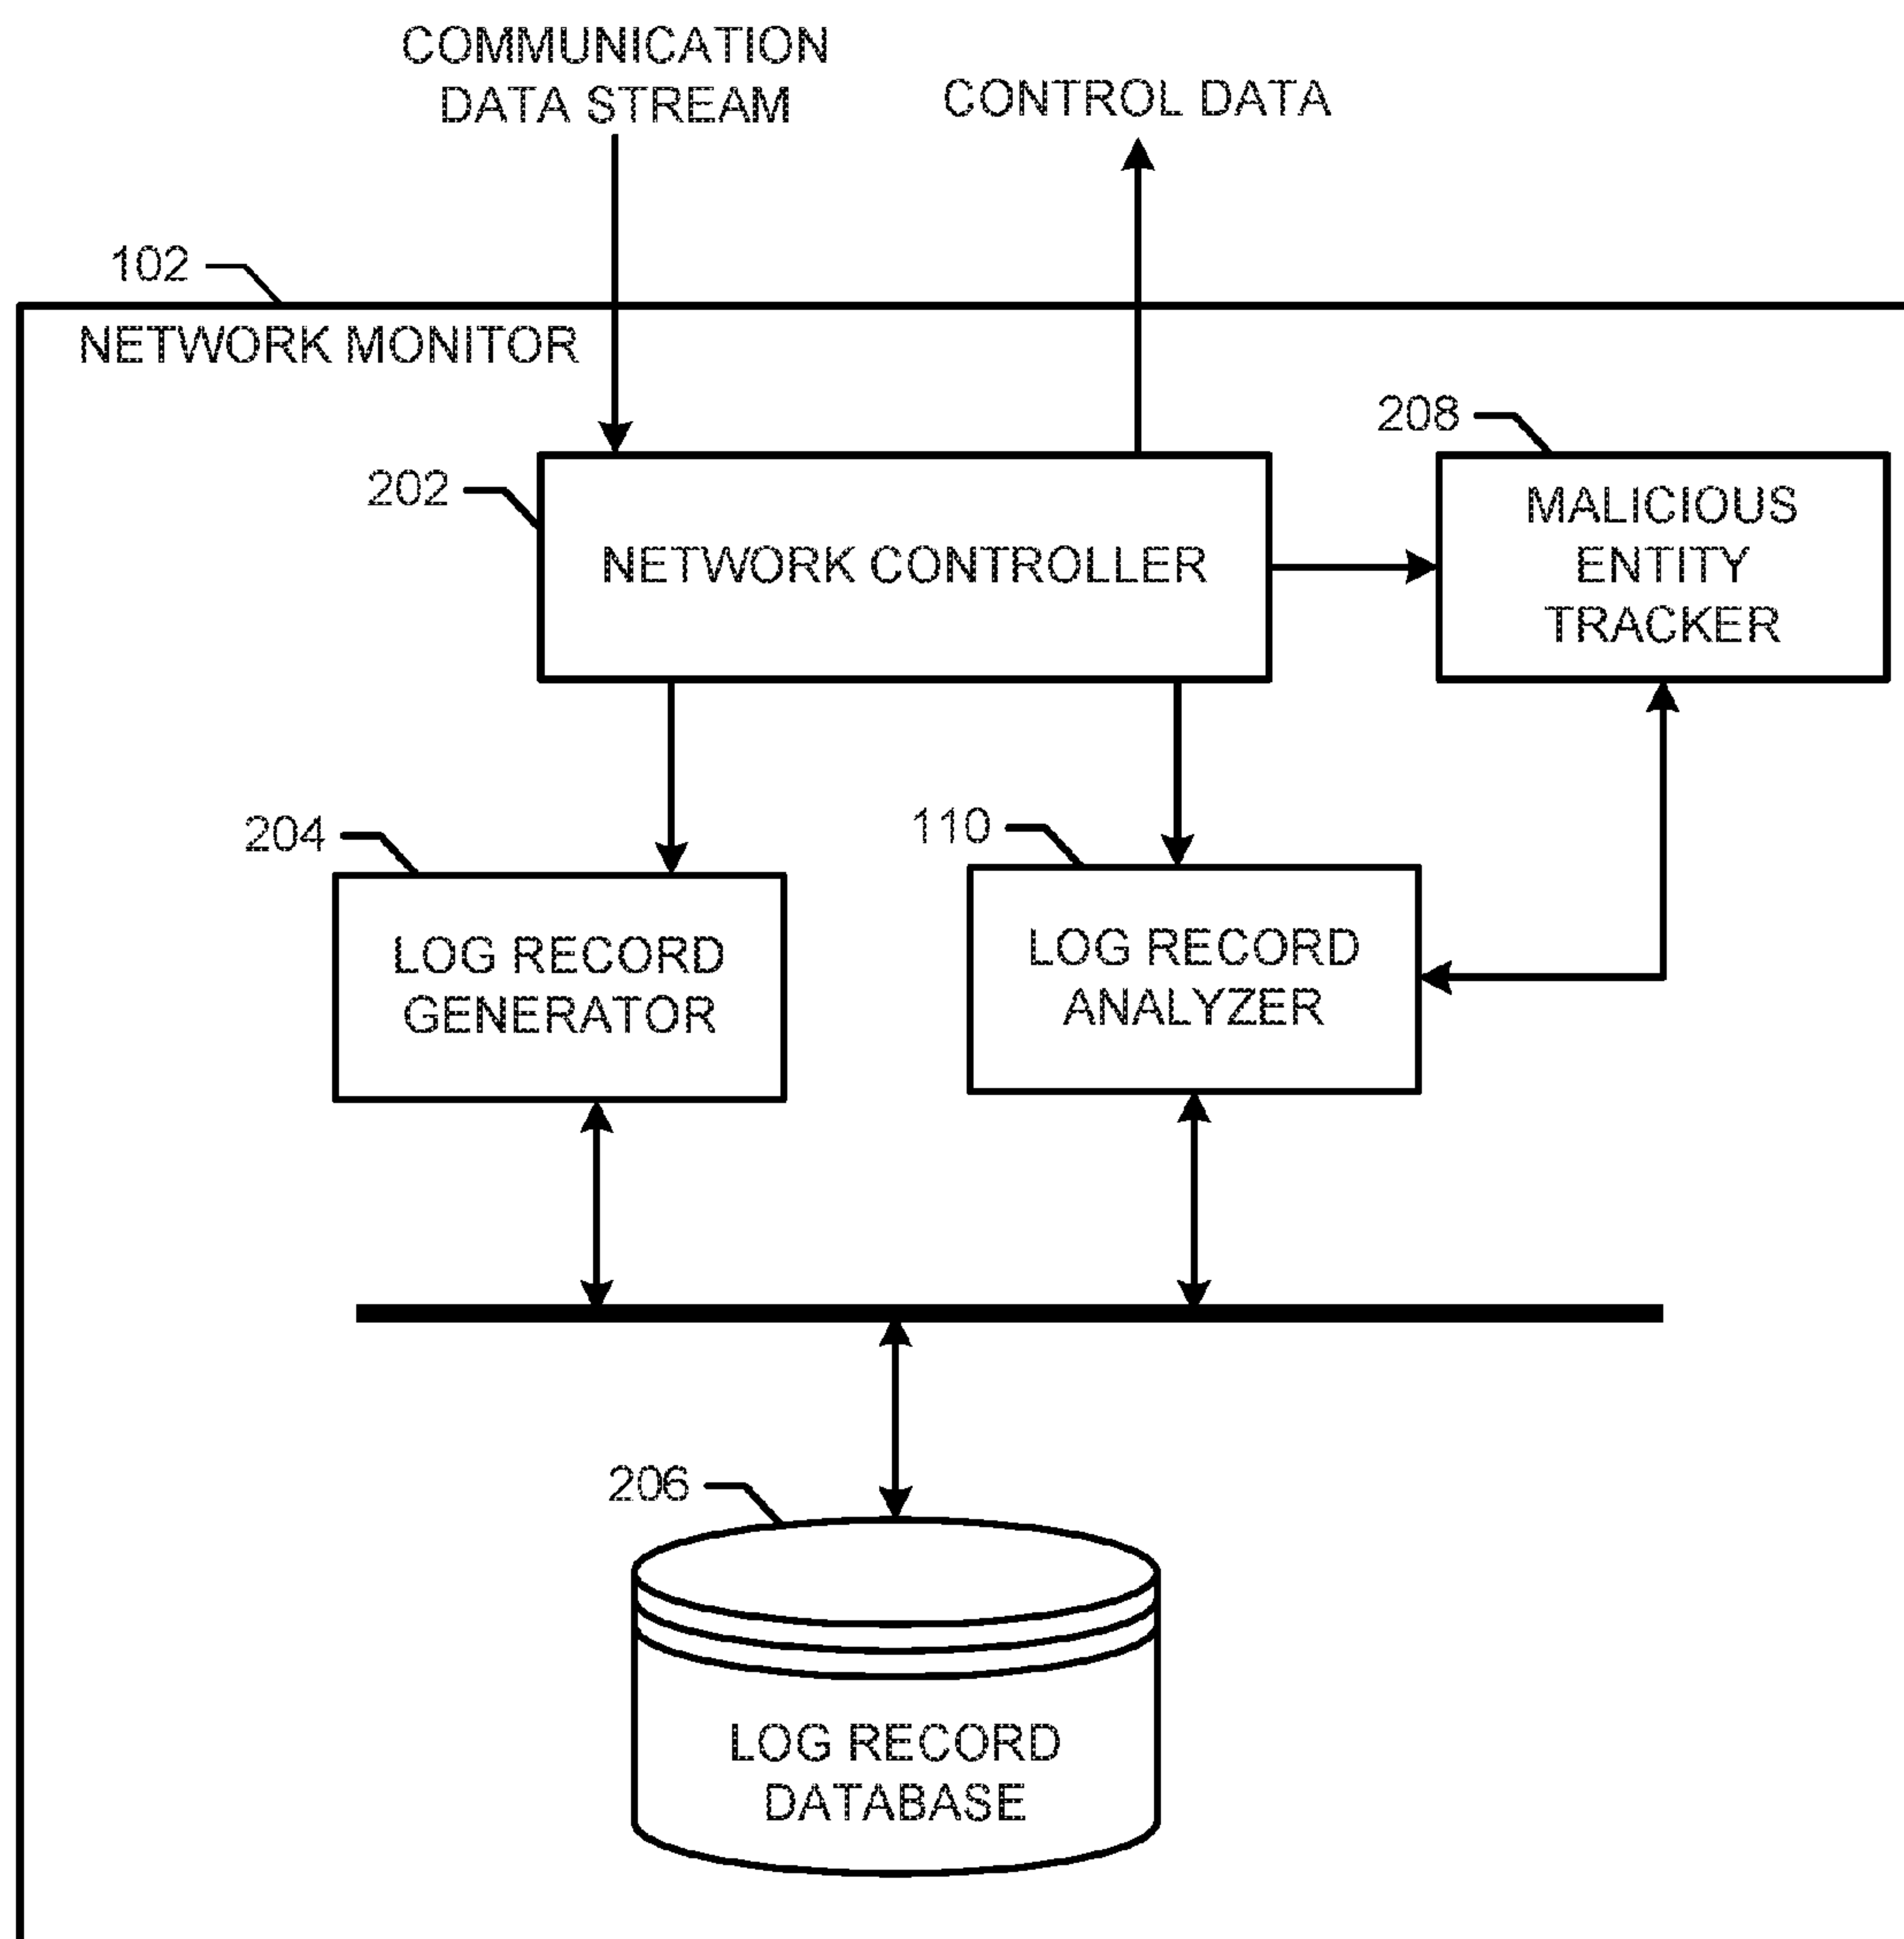 COMMUNICATION
DATA STREAM
CONTROL DATA
102
NETWORK MONITOR
208
202
NETWORK CONTROLLER
MALICIOUS
ENTITY
TRACKER
204
110
LOG RECORD
GENERATOR
LOG RECORD
ANALYZER
206
LOG RECORD
DATABASE